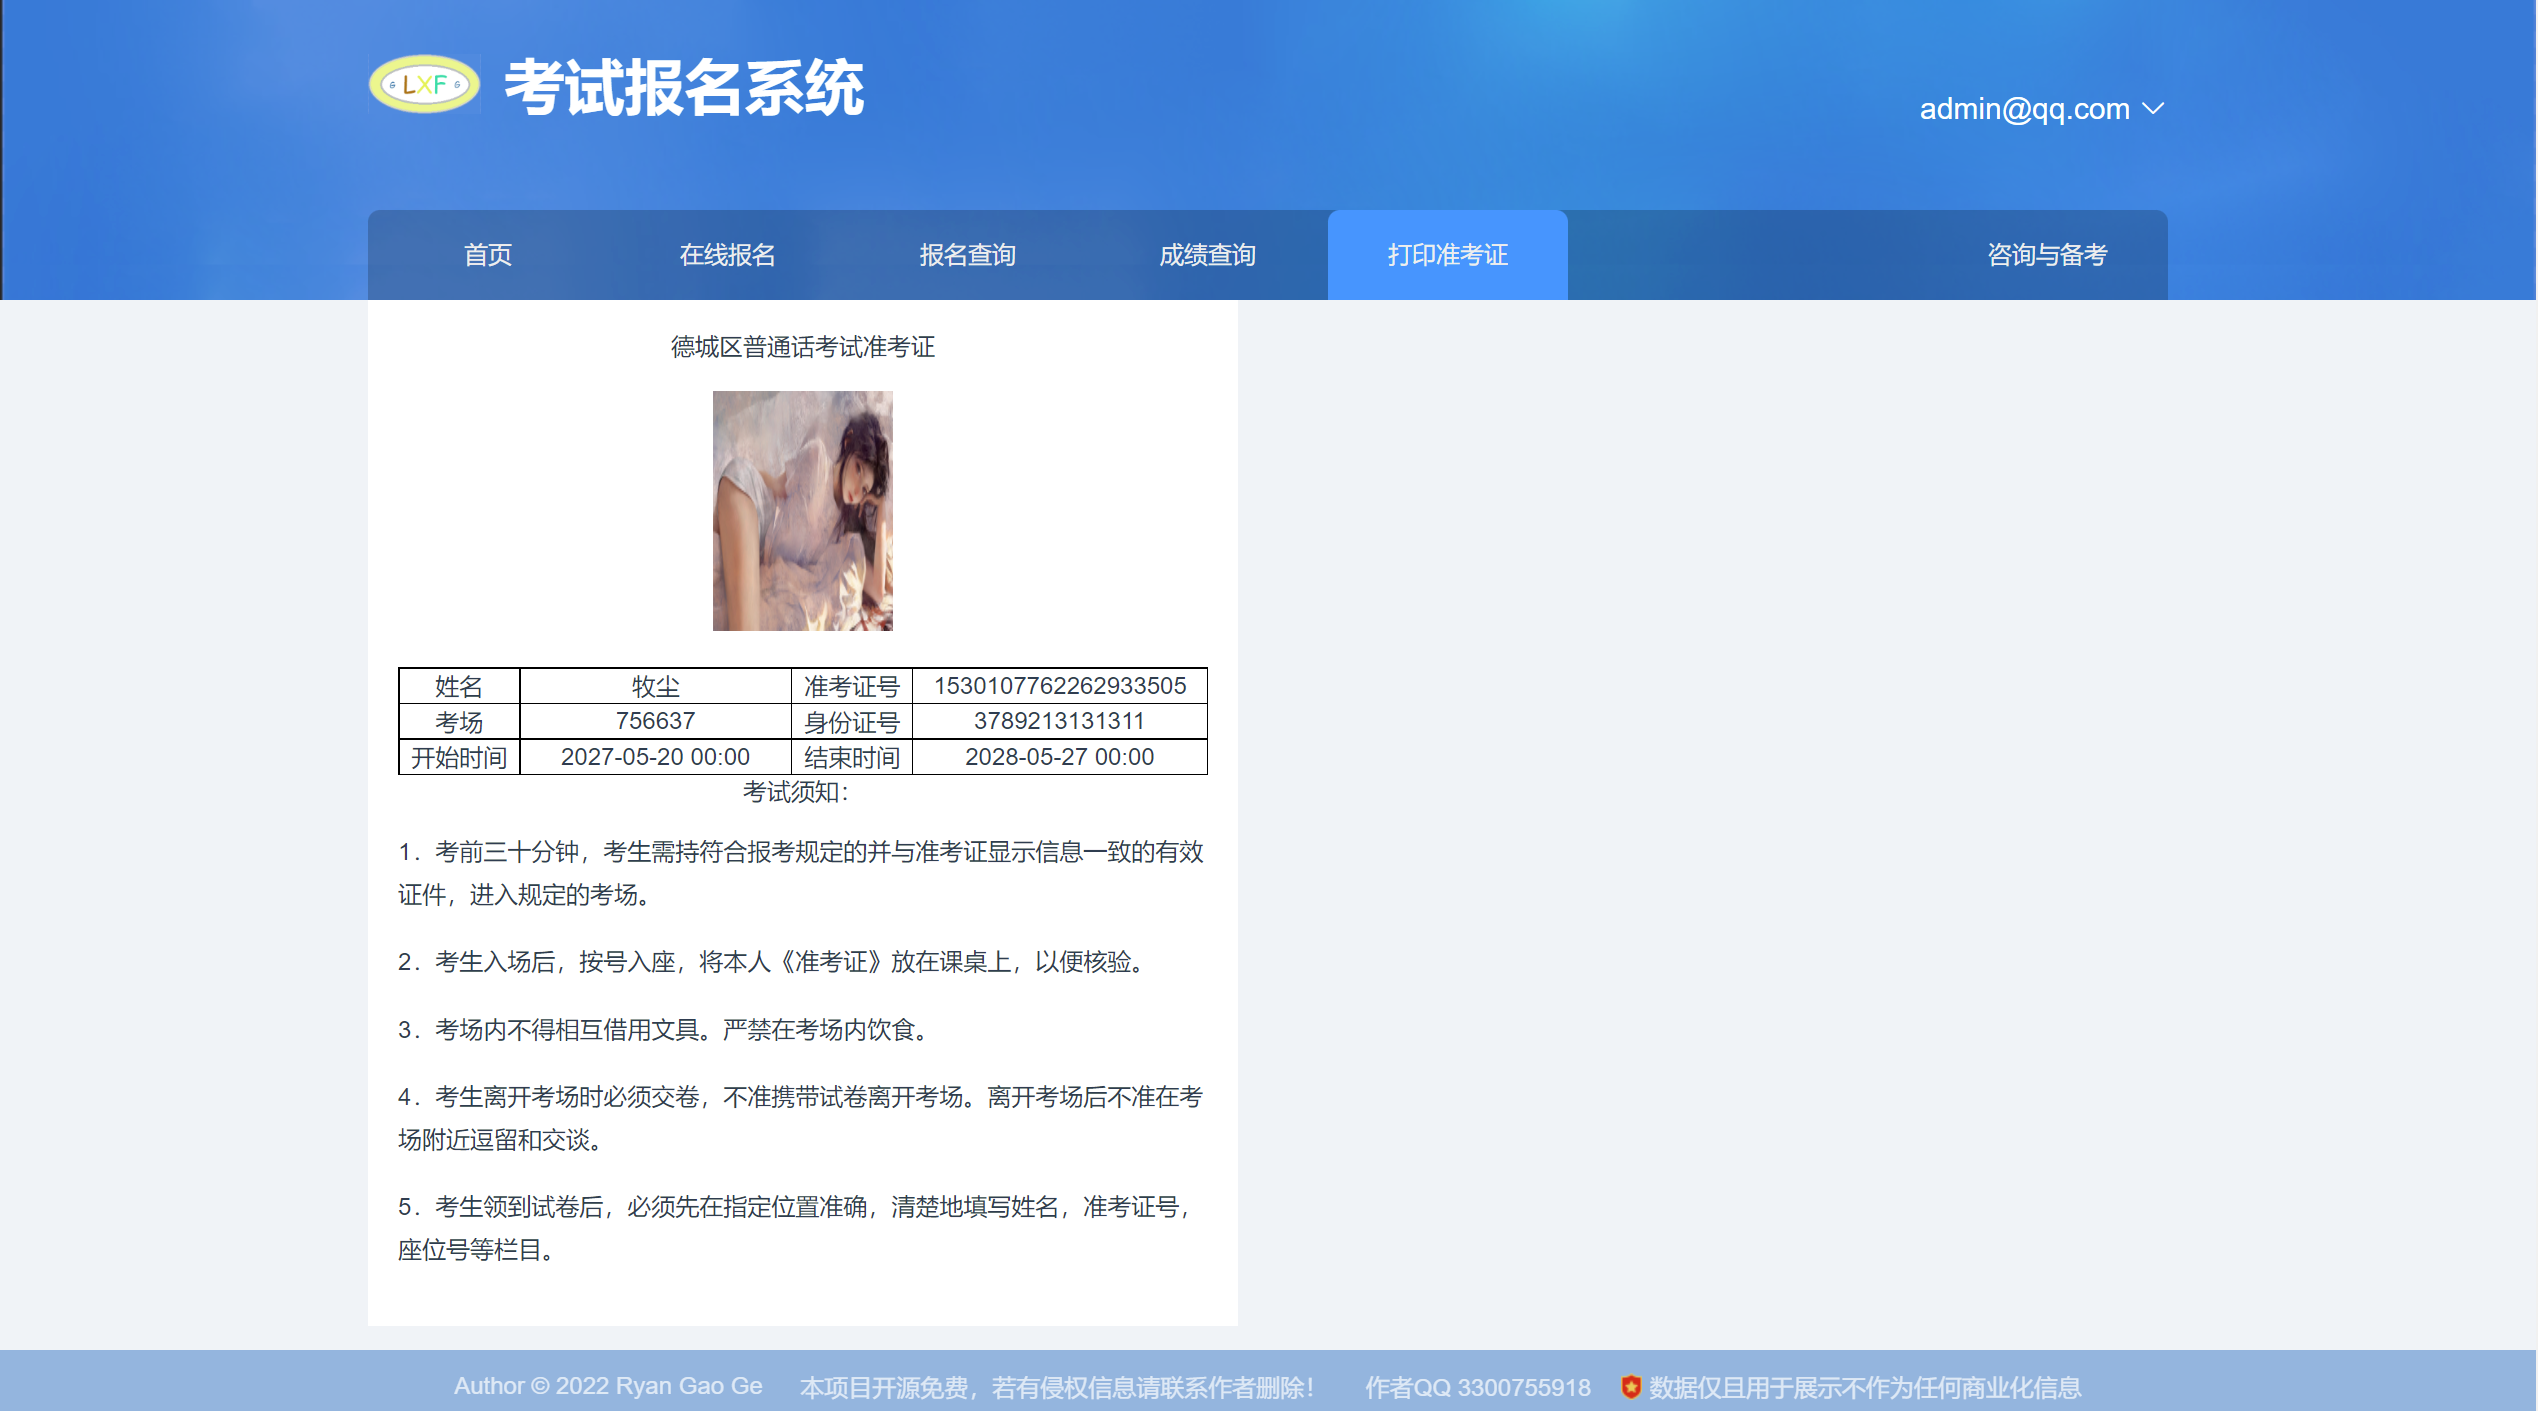 G LXF G
考试报名系统
admin@qq.com
首页 在线报名 报名查询 成绩查询 打印准考证 咨询与备考
德城区普通话考试准考证
姓名 牧尘 准考证号 1530107762262933505
考场 756637 身份证号 3789213131311
开始时间 2027-05-20 00:00 结束时间 2028-05-27 00:00
考试须知：
1．考前三十分钟，考生需持符合报考规定的并与准考证显示信息一致的有效
证件，进入规定的考场。
2．考生入场后，按号入座，将本人《准考证》放在课桌上，以便核验。
3．考场内不得相互借用文具。严禁在考场内饮食。
4．考生离开考场时必须交卷，不准携带试卷离开考场。离开考场后不准在考
场附近逗留和交谈。
5．考生领到试卷后，必须先在指定位置准确，清楚地填写姓名，准考证号，
座位号等栏目。
Author © 2022 Ryan Gao Ge 本项目开源免费，若有侵权信息请联系作者删除！ 作者QQ 3300755918 数据仅且用于展示不作为任何商业化信息